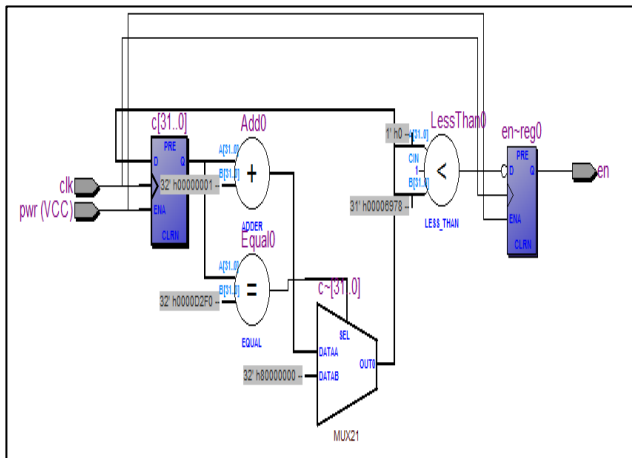 c[31..0]
PRE
D Q
ENA
CLRN
clk
pwr (VCC)
Add0
A[31..0]
B[31..0]
+
32' h00000001 --
ADDER
Equal0
A[31..0]
B[31..0]
=
32' h0000D2F0 --
EQUAL
c~[31..0]
SEL
DATAA
DATAB
OUT0
32' h80000000 --
MUX21
LessThan0
1' h0 --
A[31..0]
CIN
1
B[31..0]
<
31' h00006978 --
LESS_THAN
en~reg0
PRE
D Q
ENA
CLRN
en